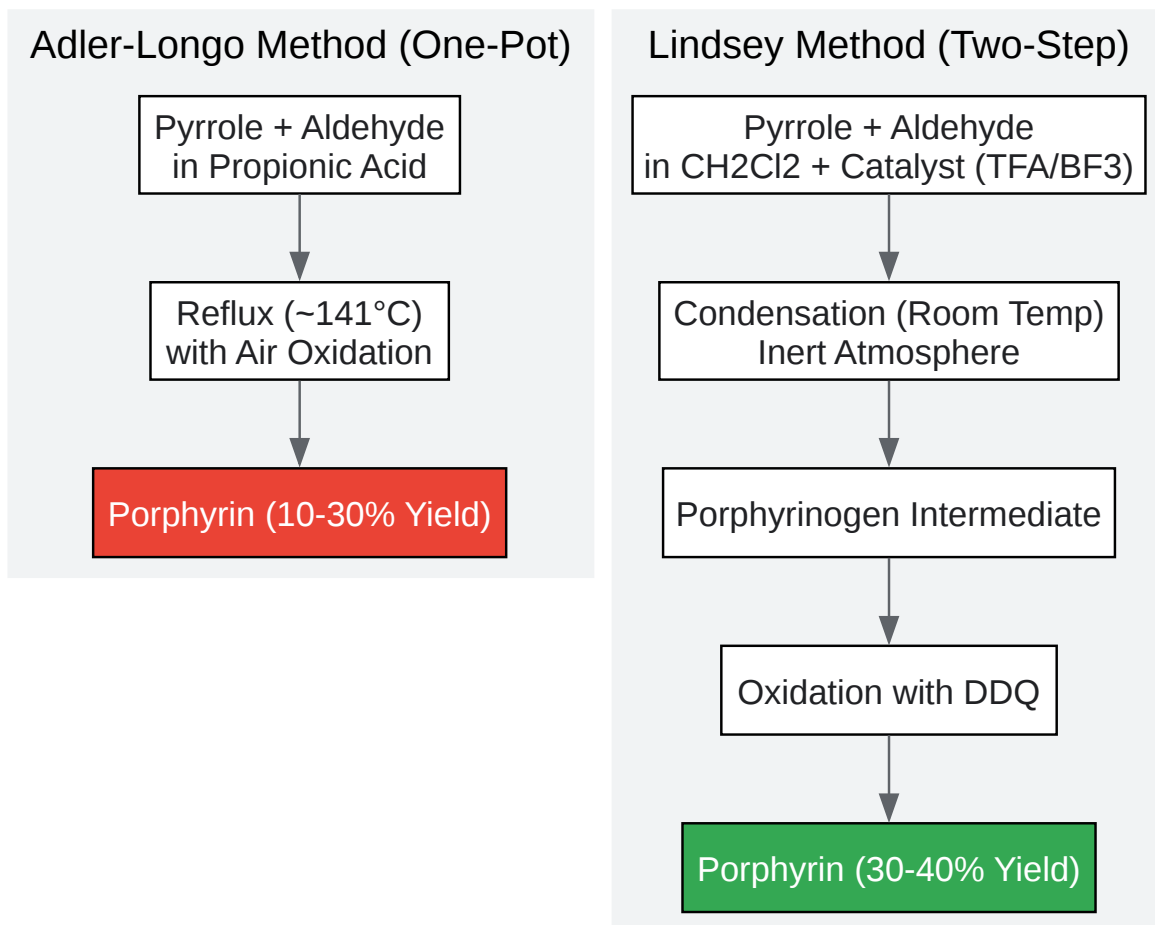 Adler-Longo Method (One-Pot)
Pyrrole + Aldehyde
in Propionic Acid
Reflux (~141°C)
with Air Oxidation
Porphyrin (10-30% Yield)
Lindsey Method (Two-Step)
Pyrrole + Aldehyde
in CH2Cl2 + Catalyst (TFA/BF3)
Condensation (Room Temp)
Inert Atmosphere
Porphyrinogen Intermediate
Oxidation with DDQ
Porphyrin (30-40% Yield)